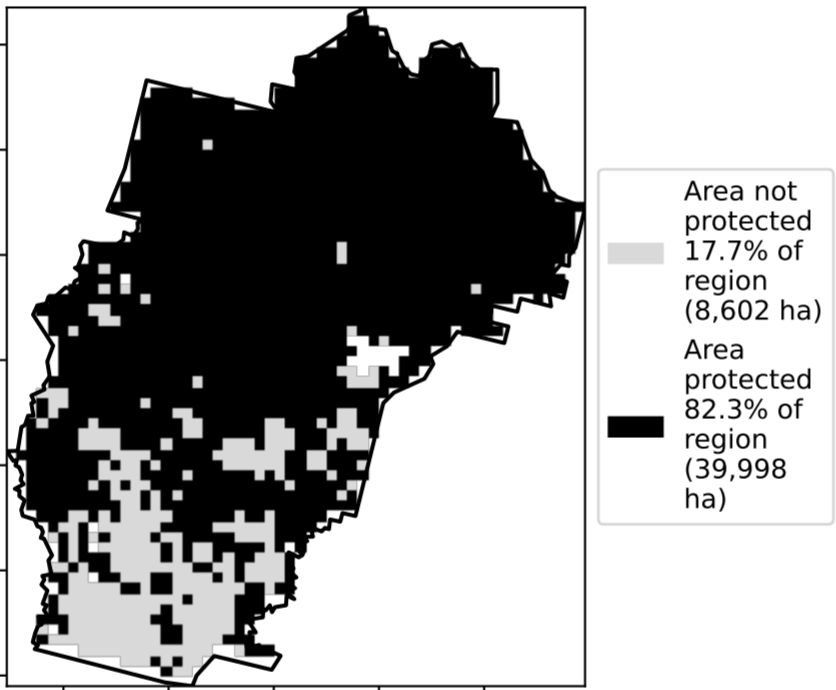 Area not
protected
17.7% of
region
(8,602 ha)
Area
protected
82.3% of
region
(39,998
ha)